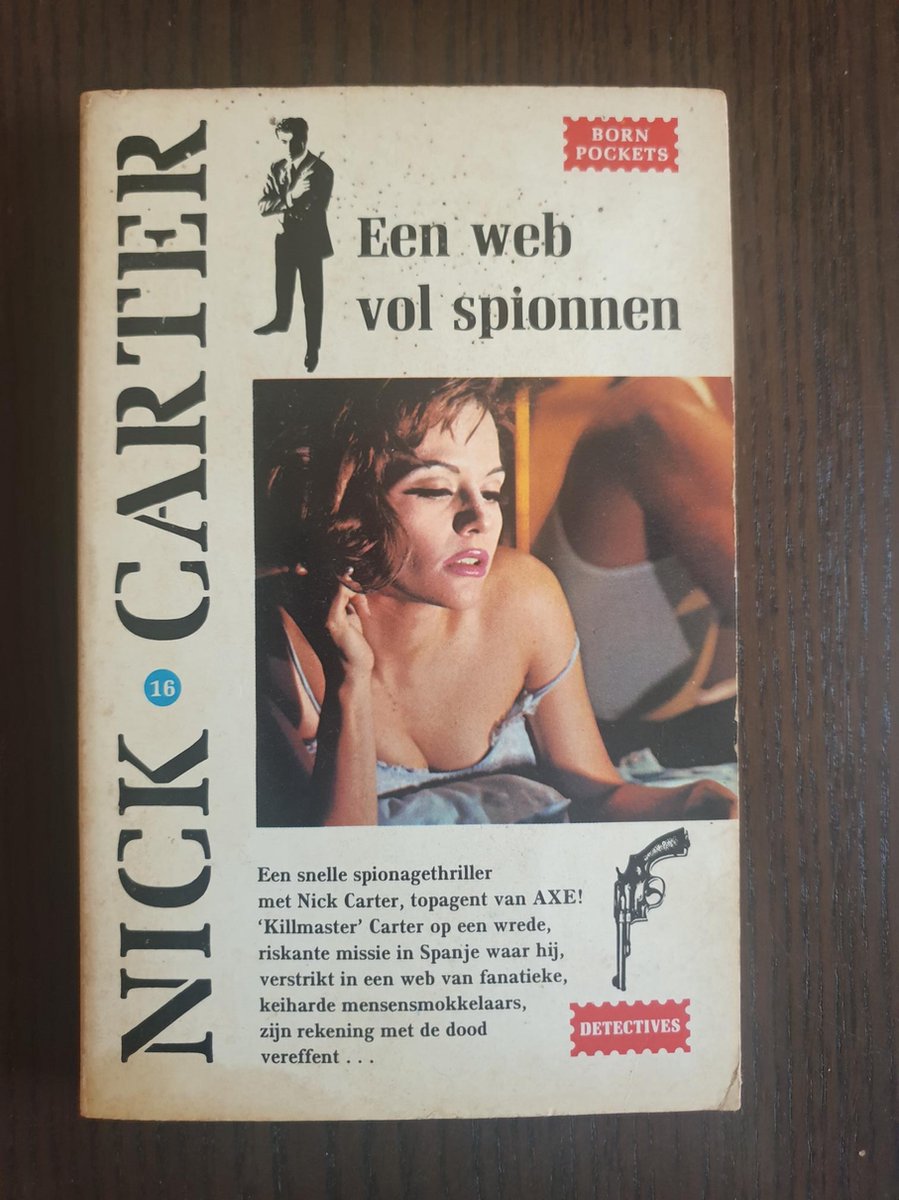 NICK • 16 CARTER
BORN
POCKETS
Een web
vol spionnen
Een snelle spionagethriller
met Nick Carter, topagent van AXE!
‘Killmaster’ Carter op een wrede,
riskante missie in Spanje waar hij,
verstrikt in een web van fanatieke,
keiharde mensensmokkelaars,
zijn rekening met de dood
vereffent . . .
DETECTIVES